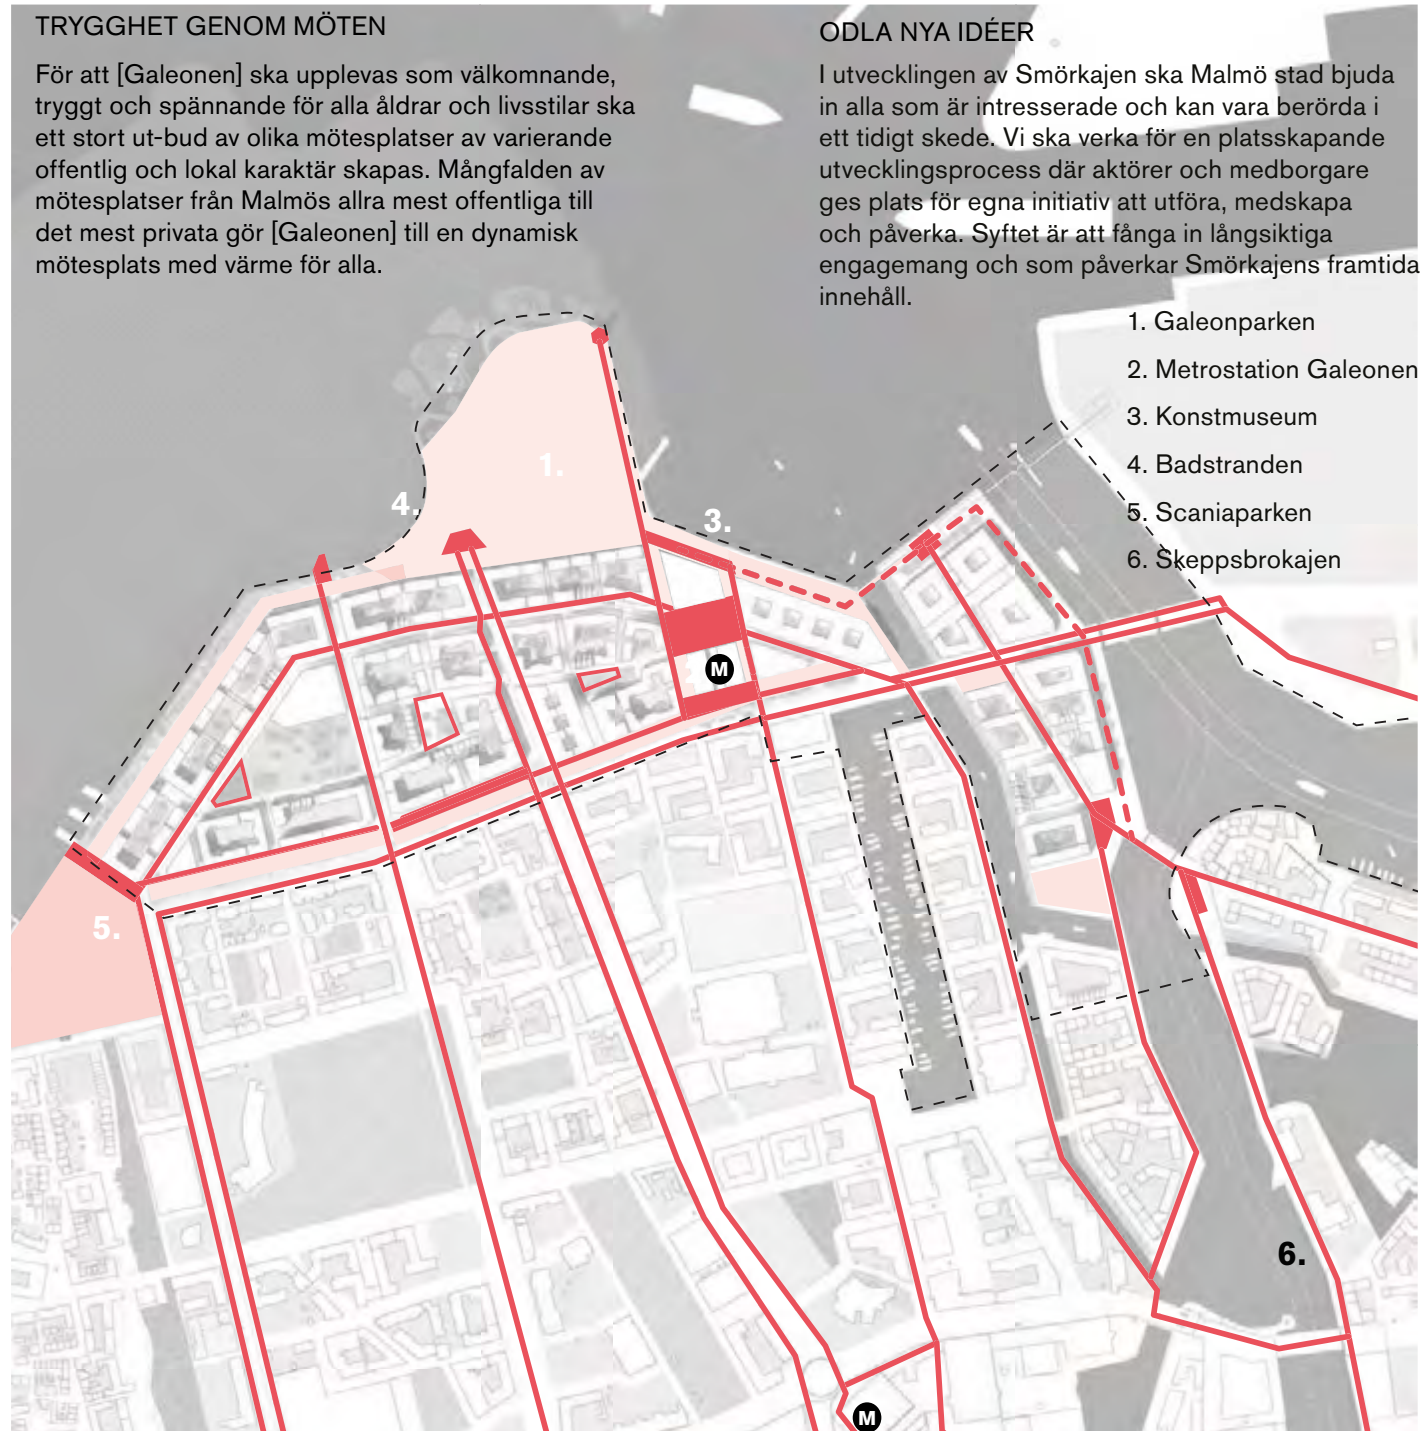 TRYGGHET GENOM MÖTEN
För att [Galeonen] ska upplevas som välkomnande,
tryggt och spännande för alla åldrar och livsstilar ska
ett stort ut-bud av olika mötesplatser av varierande
offentlig och lokal karaktär skapas. Mångfalden av
mötesplatser från Malmös allra mest offentliga till
det mest privata gör [Galeonen] till en dynamisk
mötesplats med värme för alla.
ODLA NYA IDÉER
I utvecklingen av Smörkajen ska Malmö stad bjuda
in alla som är intresserade och kan vara berörda i
ett tidigt skede. Vi ska verka för en platsskapande
utvecklingsprocess där aktörer och medborgare
ges plats för egna initiativ att utföra, medskapa
och påverka. Syftet är att fånga in långsiktiga
engagemang och som påverkar Smörkajens framtida
innehåll.
1. Galeonparken
2. Metrostation Galeonen
3. Konstmuseum
4. Badstranden
5. Scaniaparken
6. Skeppsbrokajen
1.
4.
3.
M
5.
6.
M